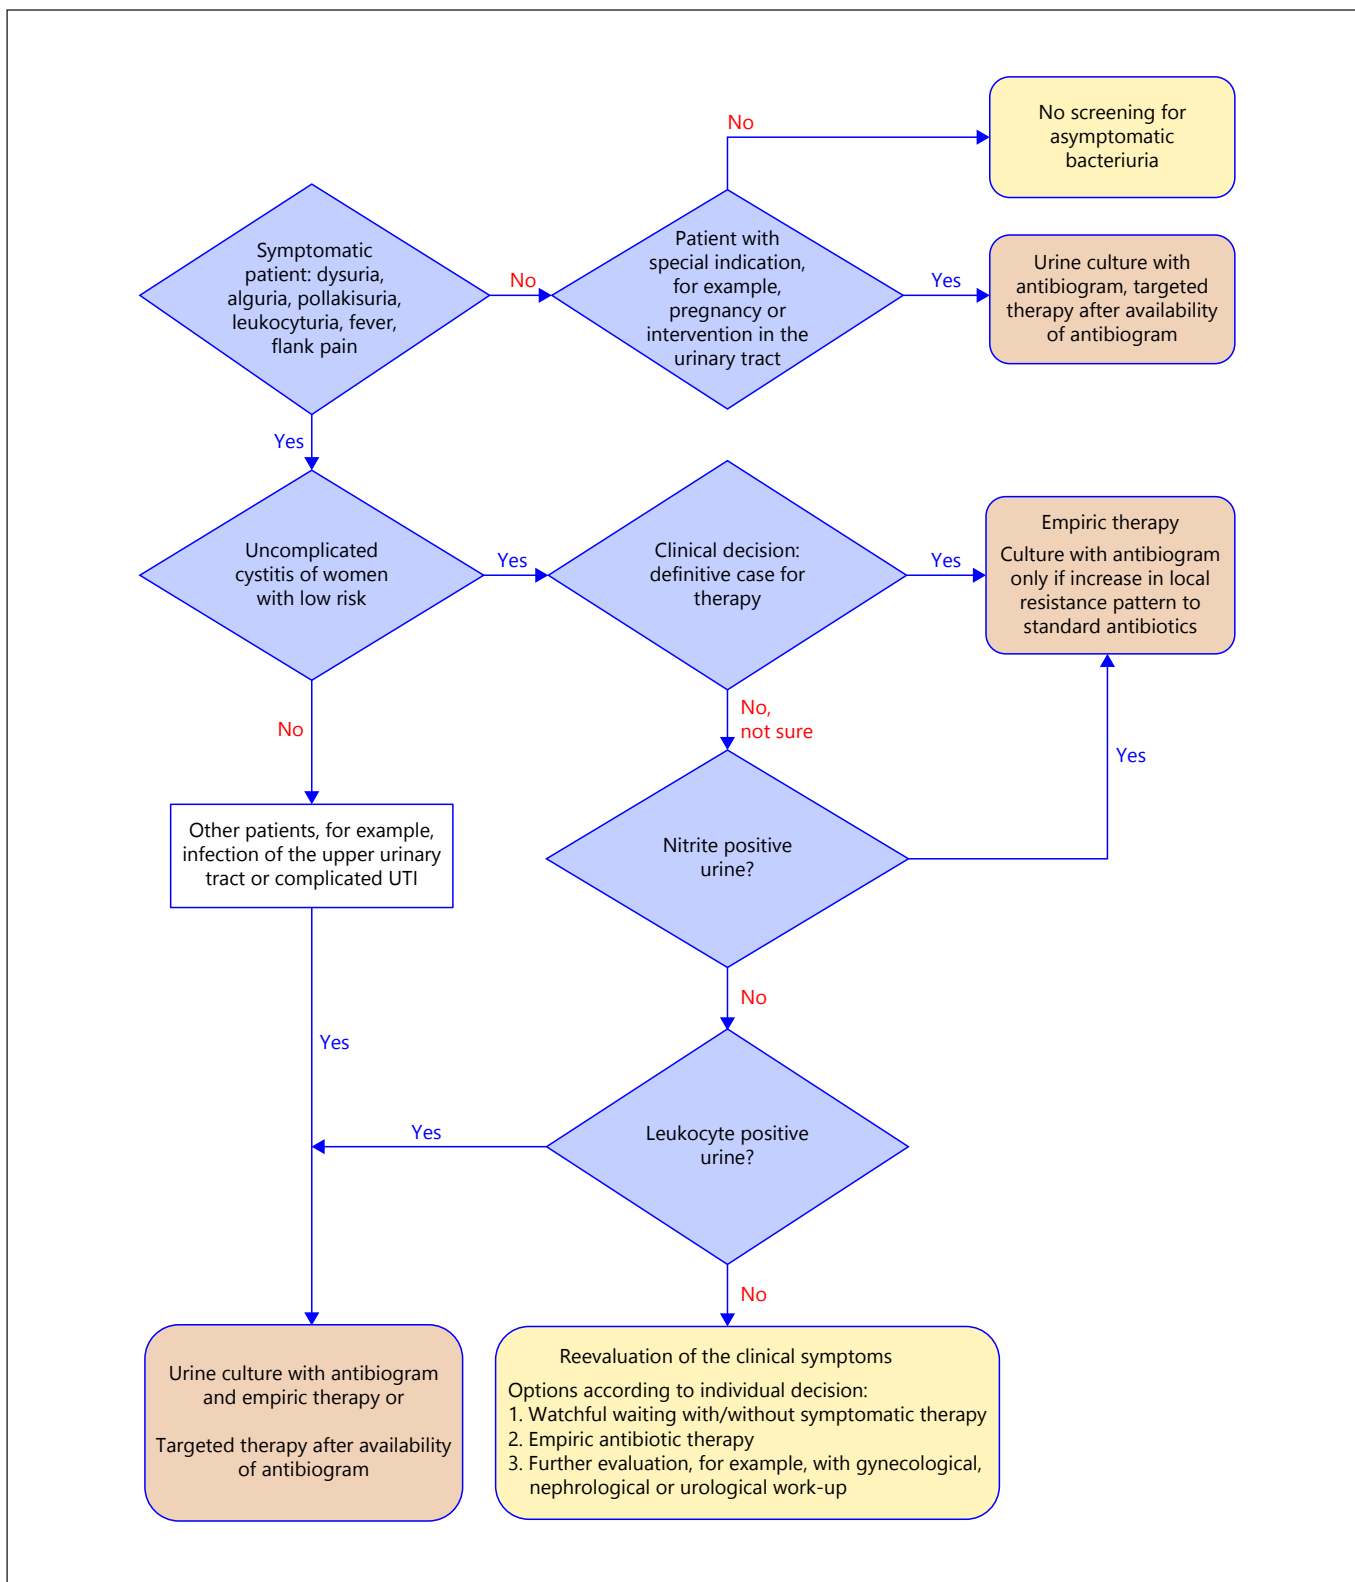 No
No screening for
asymptomatic
bacteriuria
Symptomatic
patient: dysuria,
alguria, pollakisuria,
leukocyturia, fever,
flank pain
No
Patient with
special indication,
for example,
pregnancy or
intervention in the
urinary tract
Yes
Urine culture with
antibiogram, targeted
therapy after availability
of antibiogram
Yes
Uncomplicated
cystitis of women
with low risk
Yes
Clinical decision:
definitive case for
therapy
Yes
Empiric therapy
Culture with antibiogram
only if increase in local
resistance pattern to
standard antibiotics
No
No,
not sure
Yes
Other patients, for example,
infection of the upper urinary
tract or complicated UTI
Nitrite positive
urine?
No
Yes
Yes
Leukocyte positive
urine?
No
Urine culture with antibiogram
and empiric therapy or
Targeted therapy after availability
of antibiogram
Reevaluation of the clinical symptoms
Options according to individual decision:
1. Watchful waiting with/without symptomatic therapy
2. Empiric antibiotic therapy
3. Further evaluation, for example, with gynecological,
nephrological or urological work-up